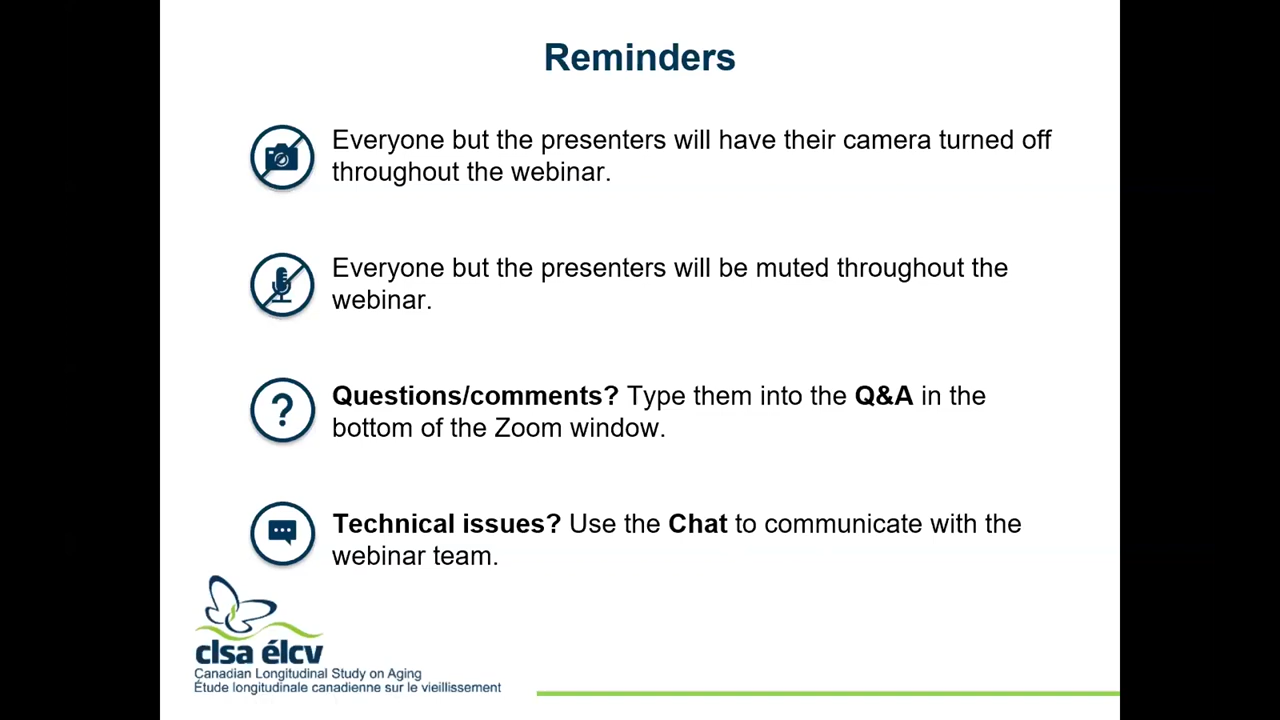 Reminders
Everyone but the presenters will have their camera turned off
throughout the webinar.
Everyone but the presenters will be muted throughout the
webinar.
Questions/comments? Type them into the Q&A in the
bottom of the Zoom window.
Technical issues? Use the Chat to communicate with the
webinar team.
clsa élcv
Canadian Longitudinal Study on Aging
Étude longitudinale canadienne sur le vieillissement